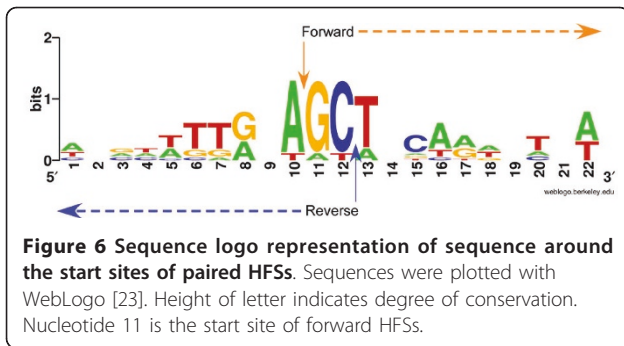 Forward
2
bits
1
0
5′ 1 2 3 4 5 6 7 8 9 10 11 12 13 14 15 16 17 18 19 20 21 22 3′
AGCT
weblogo.berkeley.edu
Reverse
Figure 6 Sequence logo representation of sequence around
the start sites of paired HFSs. Sequences were plotted with
WebLogo [23]. Height of letter indicates degree of conservation.
Nucleotide 11 is the start site of forward HFSs.